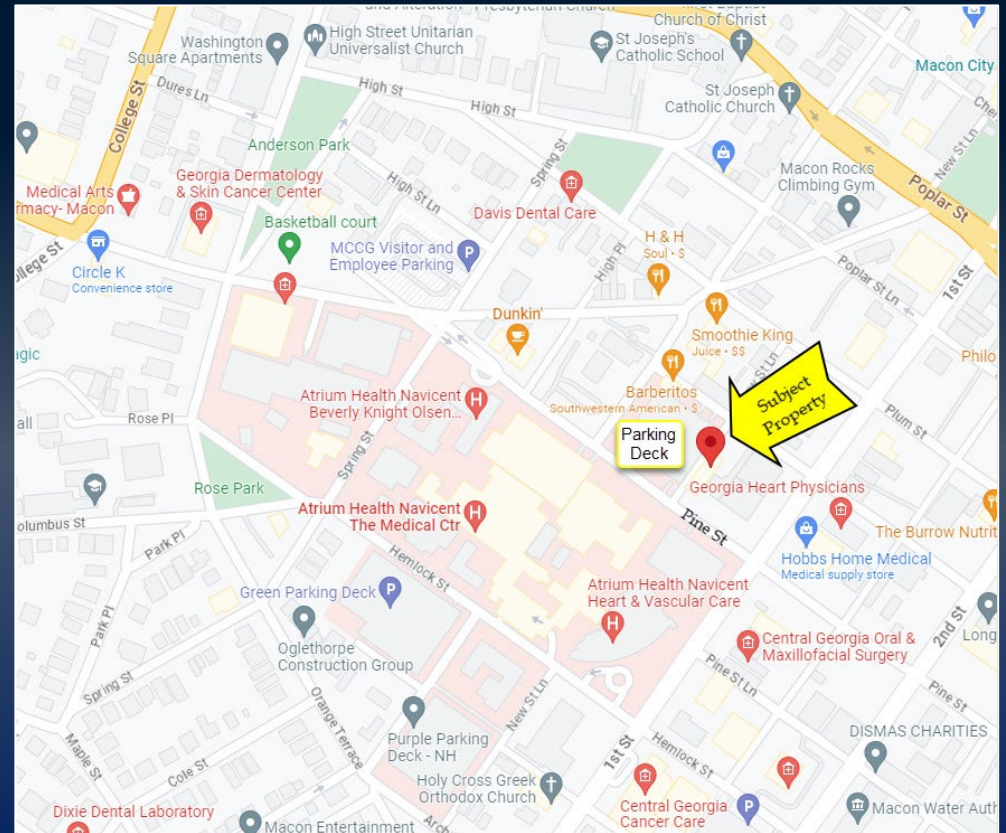 Presbyterian Church
Church of Christ
High Street Unitarian
Universalist Church
Washington
Square Apartments
St Joseph's
Catholic School
Macon City
Dures Ln
High St
High St
College St
St Joseph
Catholic Church
New St Ln
Anderson Park
Spring St
Macon Rocks
Climbing Gym
Poplar St
Georgia Dermatology
& Skin Cancer Center
High St Ln
Medical Arts
Davis Dental Care
Basketball court
MCCG Visitor and
Employee Parking
H & H
Soul • $
High Pl
Circle K
Convenience store
Poplar St Ln
1st St
Dunkin'
Smoothie King
Juice • $$
Subject
Property
Barberitos
Southwestern American • $
Atrium Health Navicent
Beverly Knight Olsen...
Rose Pl
Plum St
Parking
Deck
Spring St
Rose Park
Georgia Heart Physicians
Atrium Health Navicent
The Medical Ctr
Pine St
The Burrow Nutrit
Park Pl
Hobbs Home Medical
Medical supply store
Hemlock St
Green Parking Deck
Atrium Health Navicent
Heart & Vascular Care
Park Pl
2nd St
Long
Oglethorpe
Construction Group
Central Georgia Oral &
Maxillofacial Surgery
Pine St Ln
Spring St
Pine St
Orange Terrace
New St Ln
Purple Parking
Deck - NH
DISMAS CHARITIES
Maple St
Cole St
1st St
Hemlock St
Holy Cross Greek
Orthodox Church
Dixie Dental Laboratory
Central Georgia
Cancer Care
Macon Water Auth
Macon Entertainment